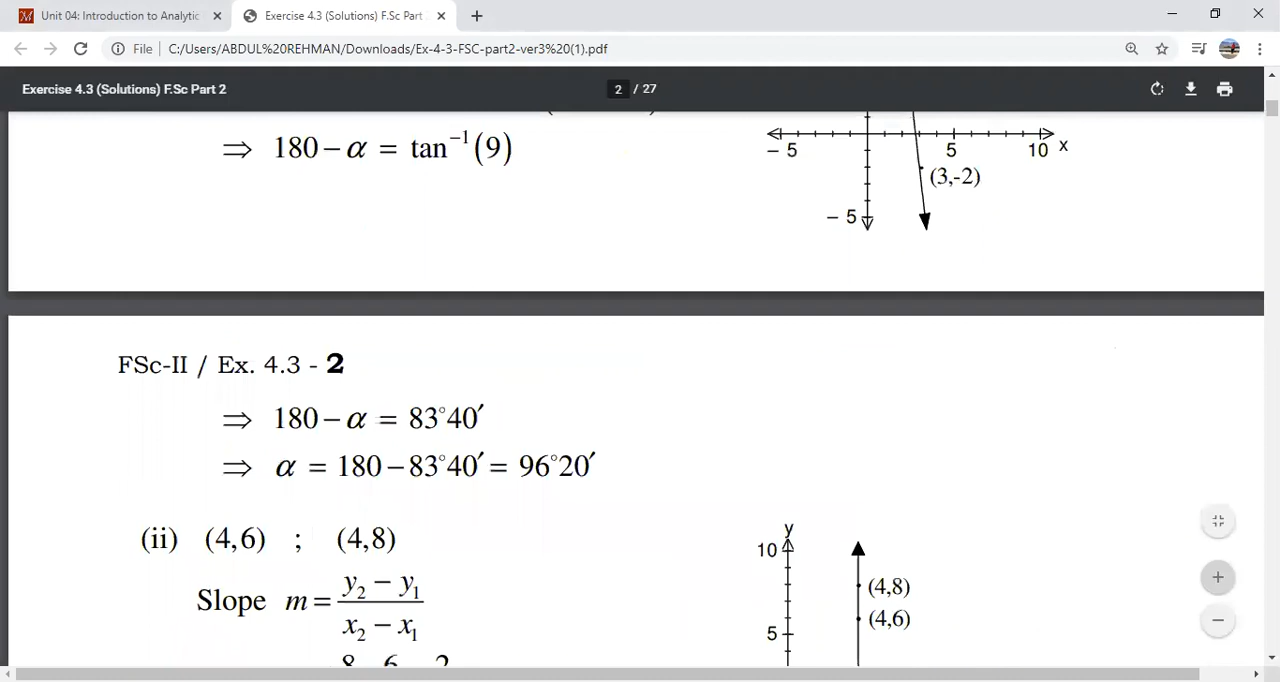 Unit 04: Introduction to Analytic
Exercise 4.3 (Solutions) F.Sc Part 2
File
C:/Users/ABDUL%20REHMAN/Downloads/Ex-4-3-FSC-part2-ver3%20(1).pdf
Exercise 4.3 (Solutions) F.Sc Part 2
2 / 27
⇒ 180 − α = tan⁻¹(9)
− 5 5 10 x
(3,-2)
− 5
FSc-II / Ex. 4.3 - 2
⇒ 180 − α = 83°40′
⇒ α = 180 − 83°40′ = 96°20′
(ii) (4,6) ; (4,8)
Slope m = y₂ − y₁ / x₂ − x₁
y
10
(4,8)
(4,6)
5